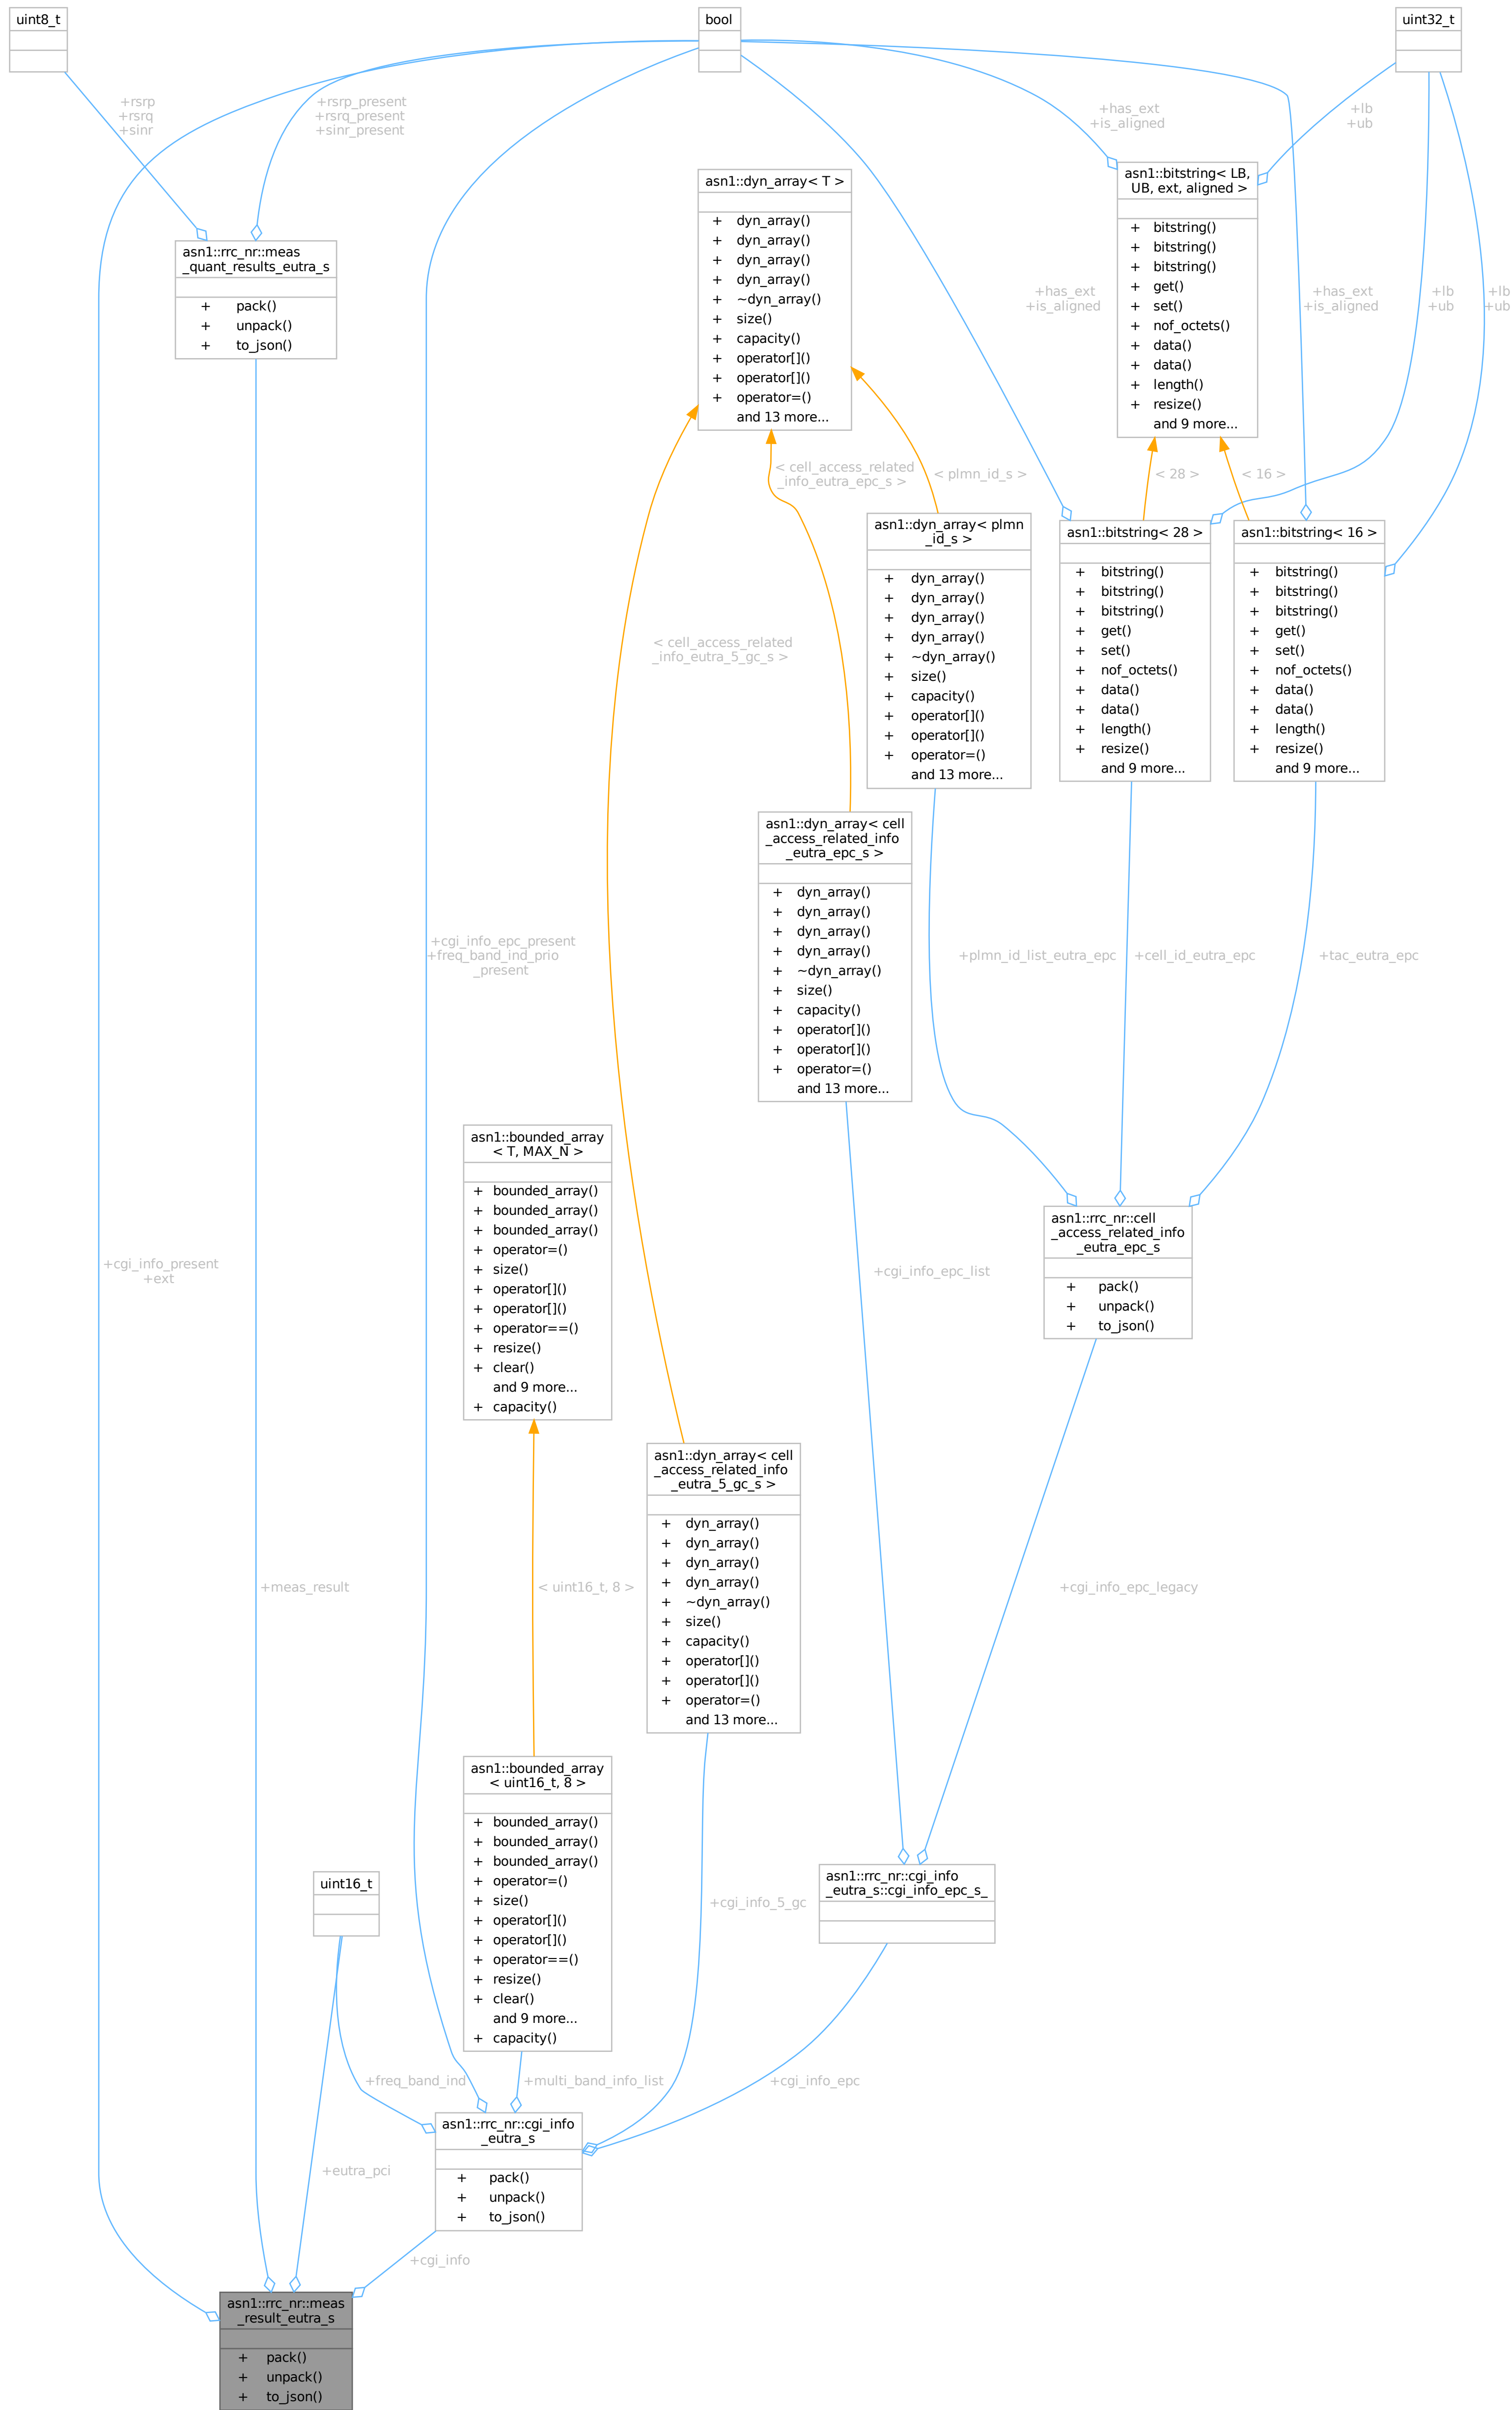 uint8_t
bool
uint32_t
+rsrp
+rsrq
+sinr
+rsrp_present
+rsrq_present
+sinr_present
+has_ext
+is_aligned
+lb
+ub
asn1::dyn_array< T >
+ dyn_array()
+ dyn_array()
+ dyn_array()
+ dyn_array()
+ ~dyn_array()
+ size()
+ capacity()
+ operator[]()
+ operator[]()
+ operator=()
and 13 more...
asn1::bitstring< LB,
UB, ext, aligned >
+ bitstring()
+ bitstring()
+ bitstring()
+ get()
+ set()
+ nof_octets()
+ data()
+ data()
+ length()
+ resize()
and 9 more...
asn1::rrc_nr::meas
_quant_results_eutra_s
+ pack()
+ unpack()
+ to_json()
+has_ext
+is_aligned
+has_ext
+is_aligned
+lb
+ub
+lb
+ub
< cell_access_related
_info_eutra_epc_s >
< plmn_id_s >
< 28 >
< 16 >
asn1::dyn_array< plmn
_id_s >
+ dyn_array()
+ dyn_array()
+ dyn_array()
+ dyn_array()
+ ~dyn_array()
+ size()
+ capacity()
+ operator[]()
+ operator[]()
+ operator=()
and 13 more...
asn1::bitstring< 28 >
+ bitstring()
+ bitstring()
+ bitstring()
+ get()
+ set()
+ nof_octets()
+ data()
+ data()
+ length()
+ resize()
and 9 more...
asn1::bitstring< 16 >
+ bitstring()
+ bitstring()
+ bitstring()
+ get()
+ set()
+ nof_octets()
+ data()
+ data()
+ length()
+ resize()
and 9 more...
< cell_access_related
_info_eutra_5_gc_s >
asn1::dyn_array< cell
_access_related_info
_eutra_epc_s >
+ dyn_array()
+ dyn_array()
+ dyn_array()
+ dyn_array()
+ ~dyn_array()
+ size()
+ capacity()
+ operator[]()
+ operator[]()
+ operator=()
and 13 more...
+cgi_info_epc_present
+freq_band_ind_prio
_present
+plmn_id_list_eutra_epc
+cell_id_eutra_epc
+tac_eutra_epc
asn1::bounded_array
< T, MAX_N >
+ bounded_array()
+ bounded_array()
+ bounded_array()
+ operator=()
+ size()
+ operator[]()
+ operator[]()
+ operator==()
+ resize()
+ clear()
and 9 more...
+ capacity()
asn1::rrc_nr::cell
_access_related_info
_eutra_epc_s
+ pack()
+ unpack()
+ to_json()
+cgi_info_present
+ext
+cgi_info_epc_list
asn1::dyn_array< cell
_access_related_info
_eutra_5_gc_s >
+ dyn_array()
+ dyn_array()
+ dyn_array()
+ dyn_array()
+ ~dyn_array()
+ size()
+ capacity()
+ operator[]()
+ operator[]()
+ operator=()
and 13 more...
+meas_result
< uint16_t, 8 >
+cgi_info_epc_legacy
asn1::bounded_array
< uint16_t, 8 >
+ bounded_array()
+ bounded_array()
+ bounded_array()
+ operator=()
+ size()
+ operator[]()
+ operator[]()
+ operator==()
+ resize()
+ clear()
and 9 more...
+ capacity()
uint16_t
+cgi_info_5_gc
asn1::rrc_nr::cgi_info
_eutra_s::cgi_info_epc_s_
+freq_band_ind
+multi_band_info_list
+cgi_info_epc
asn1::rrc_nr::cgi_info
_eutra_s
+ pack()
+ unpack()
+ to_json()
+eutra_pci
+cgi_info
asn1::rrc_nr::meas
_result_eutra_s
+ pack()
+ unpack()
+ to_json()